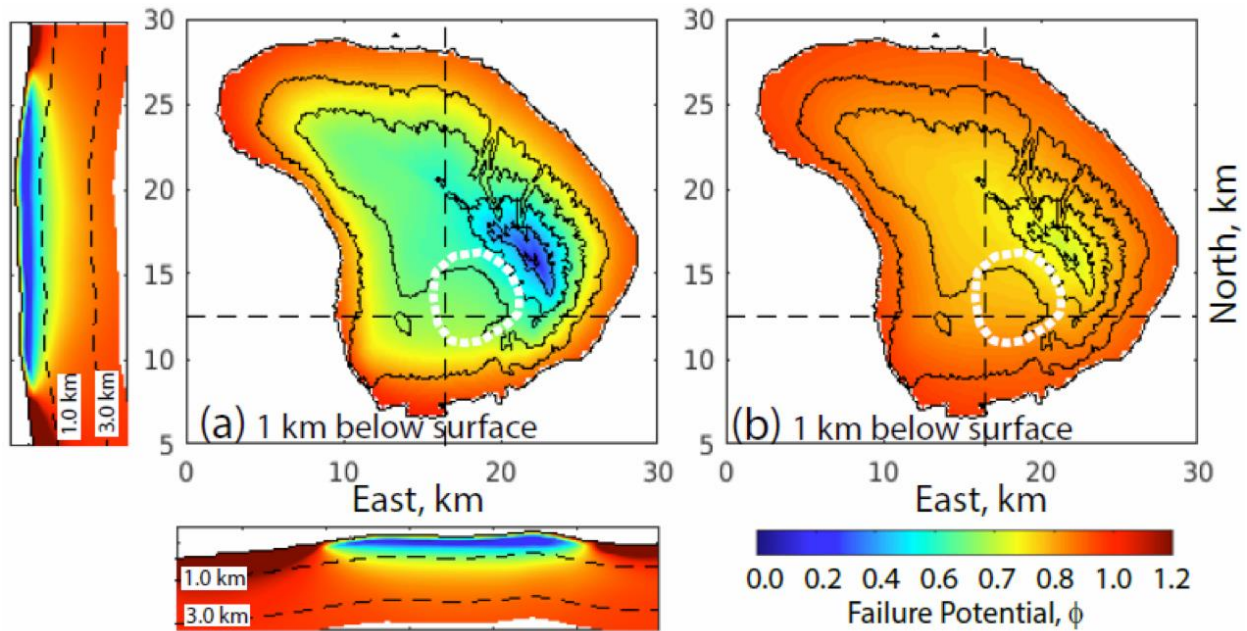 30
25
20
15
10
5
(a) 1 km below surface
0
10
20
30
East, km
30
25
20
15
10
5
(b) 1 km below surface
0
10
20
30
East, km
North, km
1.0 km
3.0 km
1.0 km
3.0 km
0.0 0.2 0.4 0.6 0.7 0.8 1.0 1.2
Failure Potential, ϕ